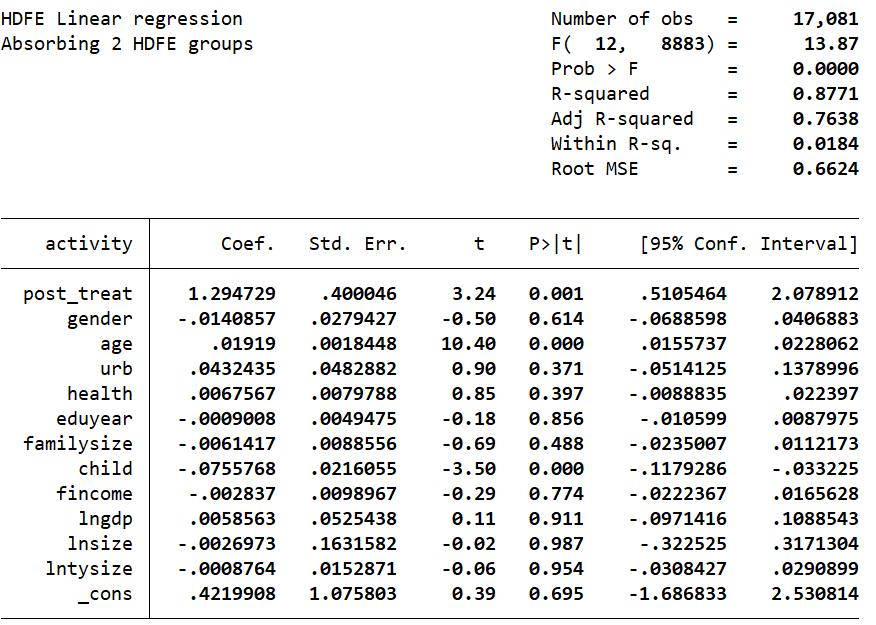 HDFE Linear regression Number of obs = 17,081
Absorbing 2 HDFE groups F( 12, 8883) = 13.87
Prob > F = 0.0000
R-squared = 0.8771
Adj R-squared = 0.7638
Within R-sq. = 0.0184
Root MSE = 0.6624
activity Coef. Std. Err. t P>|t| [95% Conf. Interval]
post_treat 1.294729 .400046 3.24 0.001 .5105464 2.078912
gender -.0140857 .0279427 -0.50 0.614 -.0688598 .0406883
age .01919 .0018448 10.40 0.000 .0155737 .0228062
urb .0432435 .0482882 0.90 0.371 -.0514125 .1378996
health .0067567 .0079788 0.85 0.397 -.0088835 .022397
eduyear -.0009008 .0049475 -0.18 0.856 -.010599 .0087975
familysize -.0061417 .0088556 -0.69 0.488 -.0235007 .0112173
child -.0755768 .0216055 -3.50 0.000 -.1179286 -.033225
fincome -.002837 .0098967 -0.29 0.774 -.0222367 .0165628
lngdp .0058563 .0525438 0.11 0.911 -.0971416 .1088543
lnsize -.0026973 .1631582 -0.02 0.987 -.322525 .3171304
lntysize -.0008764 .0152871 -0.06 0.954 -.0308427 .0290899
_cons .4219908 1.075803 0.39 0.695 -1.686833 2.530814